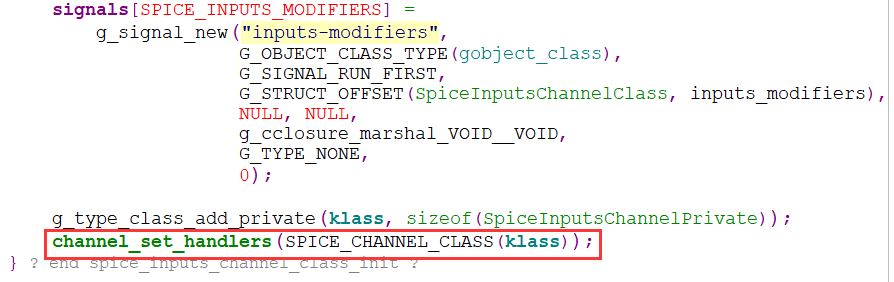 signals[SPICE_INPUTS_MODIFIERS] =
g_signal_new("inputs-modifiers",
G_OBJECT_CLASS_TYPE(gobject_class),
G_SIGNAL_RUN_FIRST,
G_STRUCT_OFFSET(SpiceInputsChannelClass, inputs_modifiers),
NULL, NULL,
g_cclosure_marshal_VOID__VOID,
G_TYPE_NONE,
0);
g_type_class_add_private(klass, sizeof(SpiceInputsChannelPrivate));
channel_set_handlers(SPICE_CHANNEL_CLASS(klass));
} ? end spice_inputs_channel_class_init ?